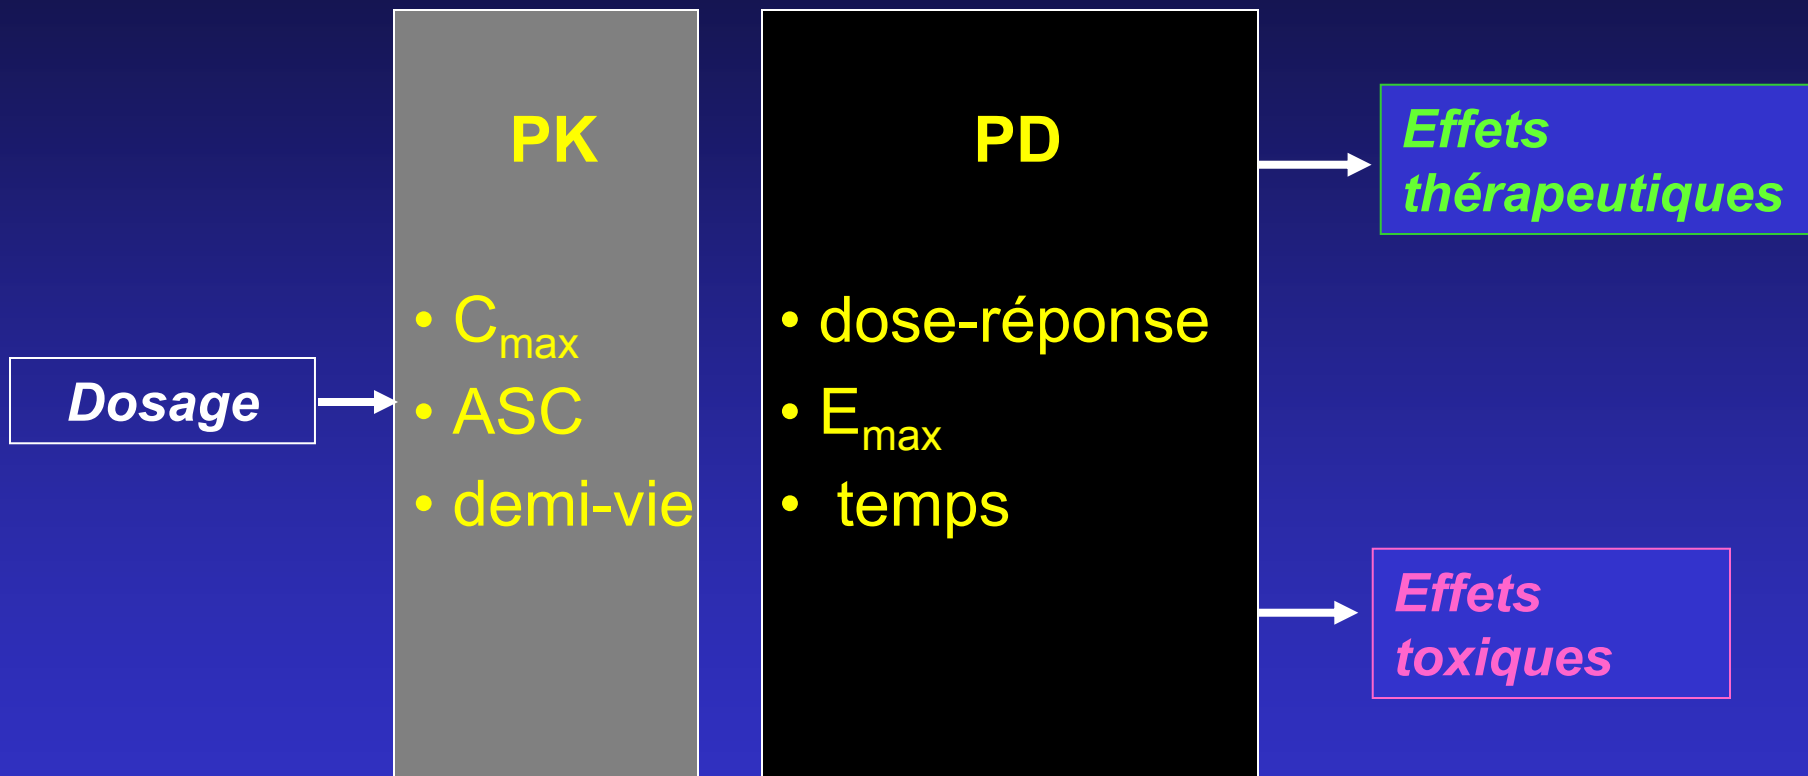 Dosage
PK
• Cmax
• ASC
• demi-vie
PD
• dose-réponse
• Emax
• temps
Effets
thérapeutiques
Effets
toxiques